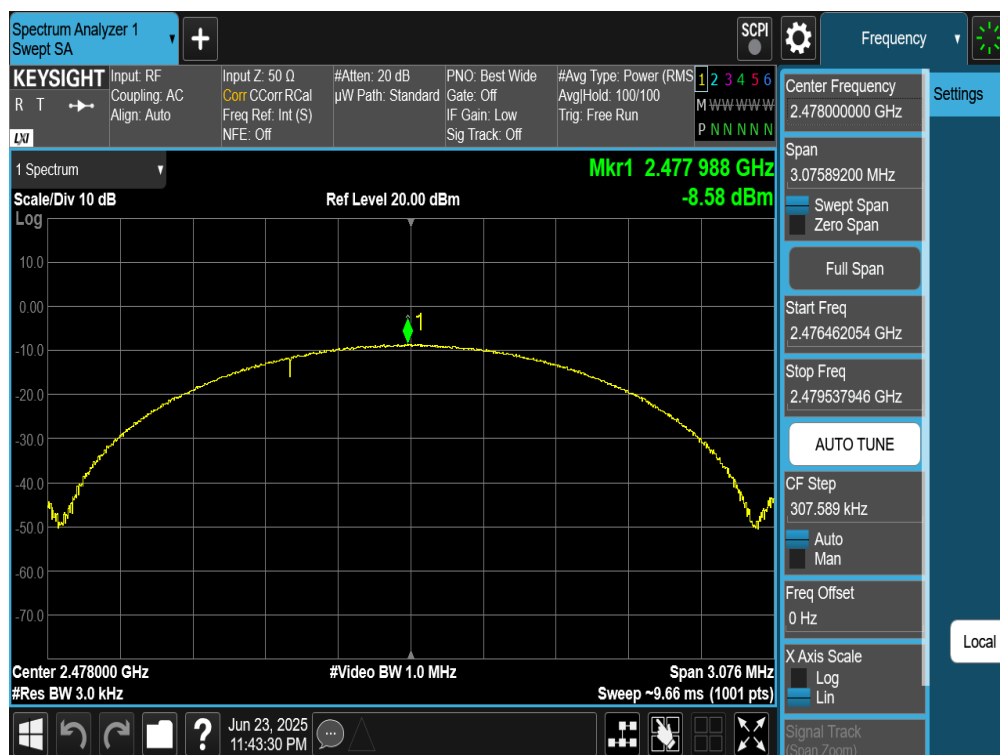 Spectrum Analyzer 1
Swept SA
+
SCPI
Frequency
KEYSIGHT
R T
LXI
Input: RF
Coupling: AC
Align: Auto
Input Z: 50 Ω
Corr CCorr RCal
Freq Ref: Int (S)
NFE: Off
#Atten: 20 dB
µW Path: Standard
PNO: Best Wide
Gate: Off
IF Gain: Low
Sig Track: Off
#Avg Type: Power (RMS
Avg|Hold: 100/100
Trig: Free Run
1 2 3 4 5 6
M W W W W W
P N N N N N
1 Spectrum
Mkr1 2.477 988 GHz
Scale/Div 10 dB
Ref Level 20.00 dBm
-8.58 dBm
Log
10.0
0.00
1
-10.0
-20.0
-30.0
-40.0
-50.0
-60.0
-70.0
Center 2.478000 GHz
#Video BW 1.0 MHz
Span 3.076 MHz
#Res BW 3.0 kHz
Sweep ~9.66 ms (1001 pts)
?
Jun 23, 2025
11:43:30 PM
Center Frequency
2.478000000 GHz
Span
3.07589200 MHz
Swept Span
Zero Span
Full Span
Start Freq
2.476462054 GHz
Stop Freq
2.479537946 GHz
AUTO TUNE
CF Step
307.589 kHz
Auto
Man
Freq Offset
0 Hz
X Axis Scale
Log
Lin
Signal Track
(Span Zoom)
Settings
Local